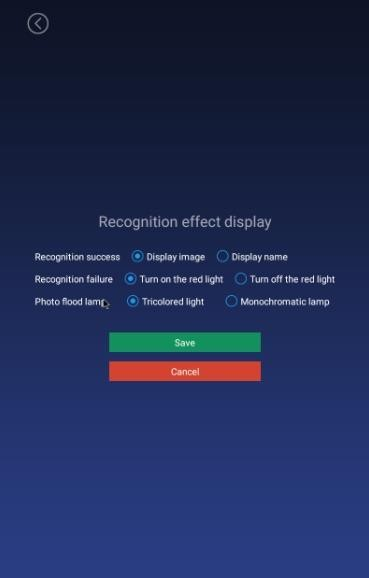 Recognition effect display
Recognition success Display image Display name
Recognition failure Turn on the red light Turn off the red light
Photo flood lamp Tricolored light Monochromatic lamp
Save
Cancel